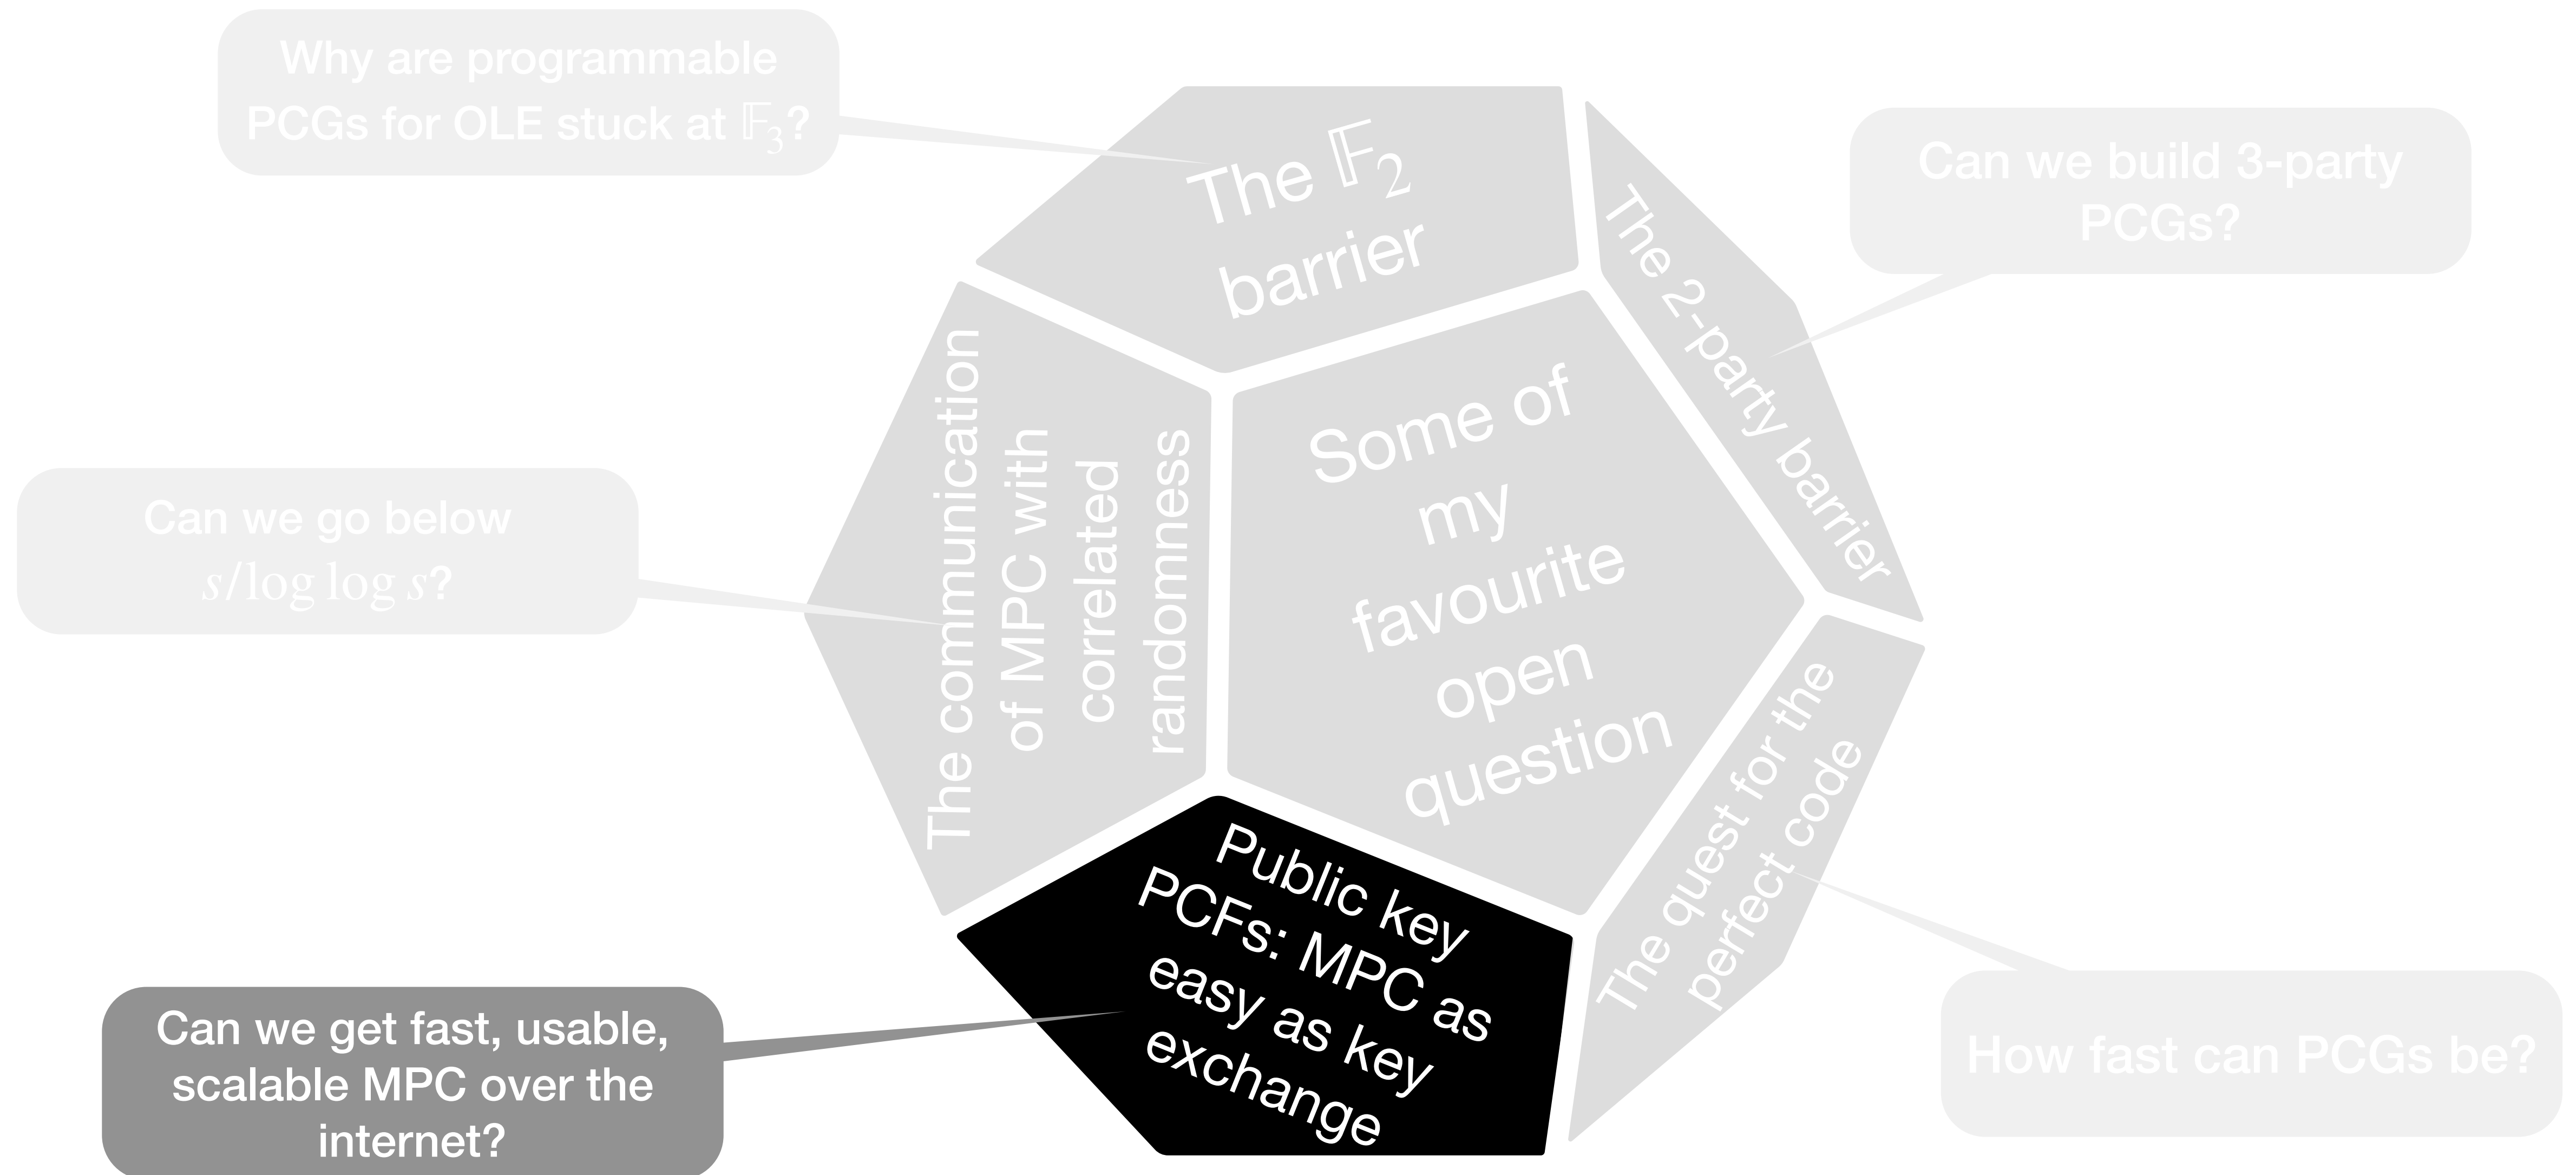 Why are programmable
PCGs for OLE stuck at 𝔽₃?
The 𝔽₂
barrier
Can we build 3-party
PCGs?
The 2-party barrier
Can we go below
s/log log s?
The communication
of MPC with
correlated
randomness
Some of
my
favourite
open
question
The quest for the
perfect code
How fast can PCGs be?
Public key
PCFs: MPC as
easy as key
exchange
Can we get fast, usable,
scalable MPC over the
internet?